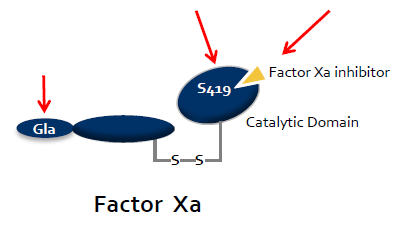 S419
Factor Xa inhibitor
Catalytic Domain
Gla
S S
Factor Xa